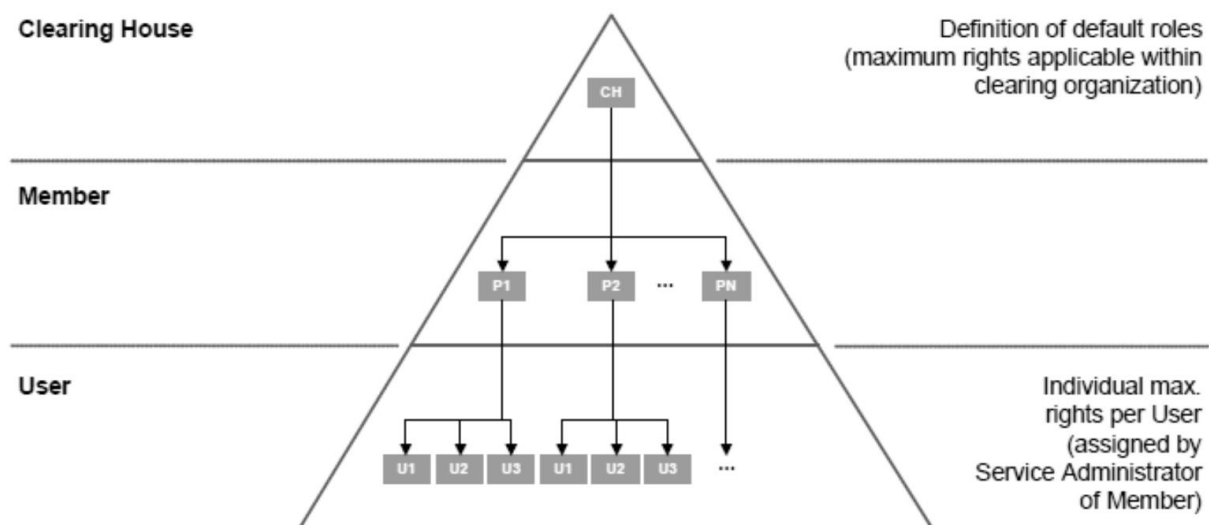 Clearing House
Definition of default roles
(maximum rights applicable within
clearing organization)
CH
Member
P1 P2 ... PN
User
Individual max.
rights per User
(assigned by
Service Administrator
of Member)
U1 U2 U3 U1 U2 U3 ...